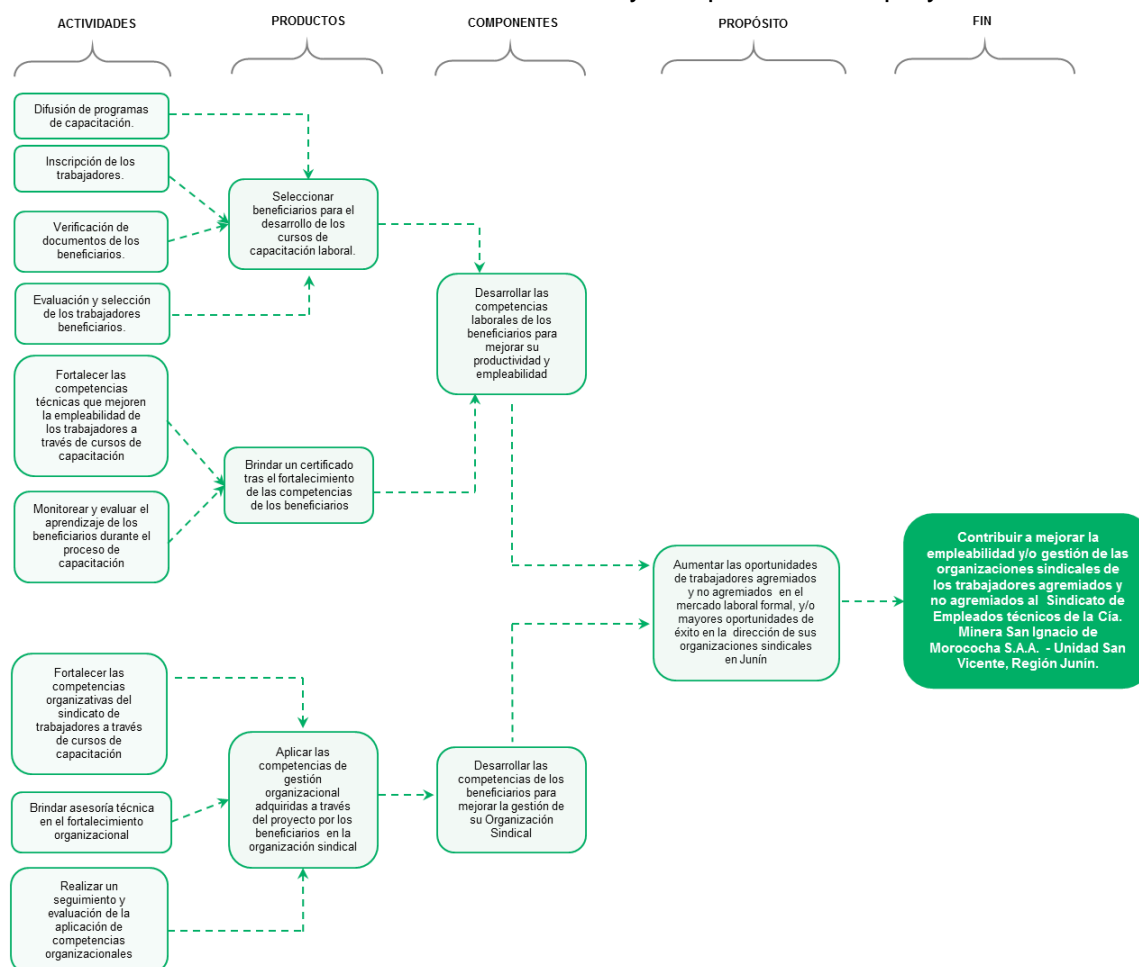 ACTIVIDADES
PRODUCTOS
COMPONENTES
PROPÓSITO
FIN
Difusión de programas
de capacitación.
Inscripción de los
trabajadores.
Verificación de
documentos de los
beneficiarios.
Evaluación y selección
de los trabajadores
beneficiarios.
Fortalecer las
competencias
técnicas que mejoren
la empleabilidad de
los trabajadores a
través de cursos de
capacitación
Monitorear y evaluar el
aprendizaje de los
beneficiarios durante el
proceso de
capacitación
Fortalecer las
competencias
organizativas del
sindicato de
trabajadores a través
de cursos de
capacitación
Brindar asesoría técnica
en el fortalecimiento
organizacional
Realizar un
seguimiento y
evaluación de la
aplicación de
competencias
organizacionales
Seleccionar
beneficiarios para el
desarrollo de los
cursos de
capacitación laboral.
Brindar un certificado
tras el fortalecimiento
de las competencias
de los beneficiarios
Aplicar las
competencias de
gestión
organizacional
adquiridas a través
del proyecto por los
beneficiarios en la
organización sindical
Desarrollar las
competencias
laborales de los
beneficiarios para
mejorar su
productividad y
empleabilidad
Desarrollar las
competencias de los
beneficiarios para
mejorar la gestión de
su Organización
Sindical
Aumentar las oportunidades
de trabajadores agremiados
y no agremiados en el
mercado laboral formal, y/o
mayores oportunidades de
éxito en la dirección de sus
organizaciones sindicales
en Junín
Contribuir a mejorar la
empleabilidad y/o gestión de las
organizaciones sindicales de
los trabajadores agremiados y
no agremiados al Sindicato de
Empleados técnicos de la Cia.
Minera San Ignacio de
Morococha S.A.A. - Unidad San
Vicente, Región Junín.